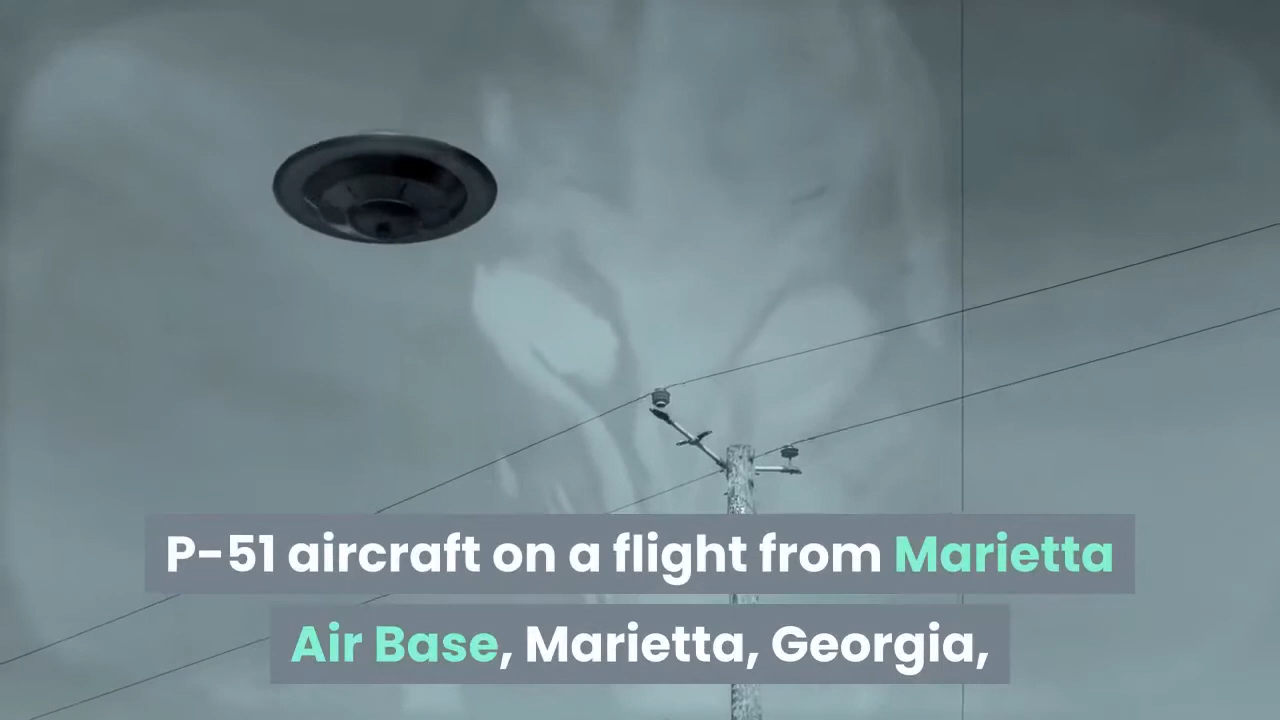 P-51 aircraft on a flight from Marietta
Air Base, Marietta, Georgia,